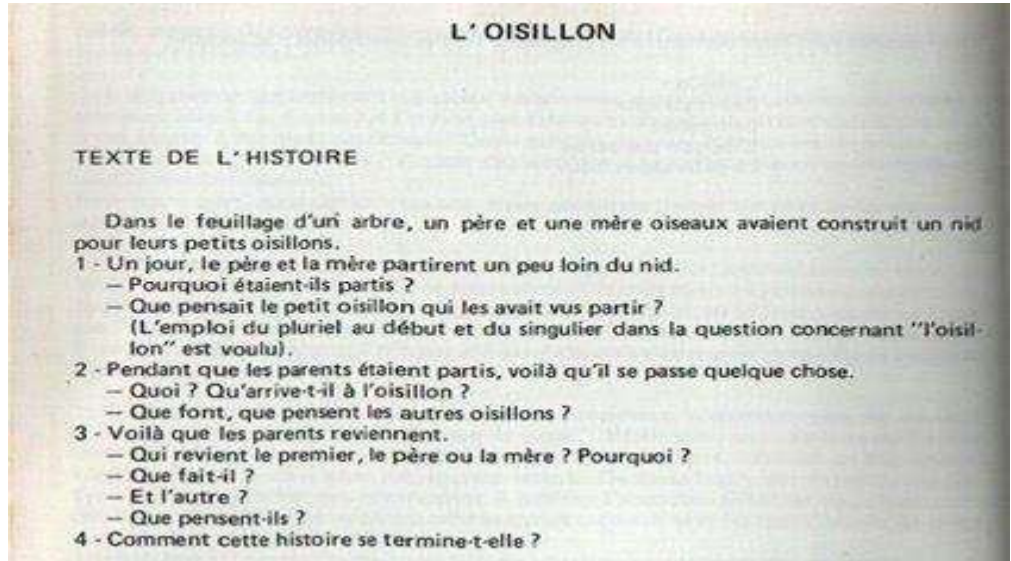 L'OISILLON
TEXTE DE L'HISTOIRE
Dans le feuillage d'un arbre, un père et une mère oiseaux avaient construit un nid
pour leurs petits oisillons.
1 - Un jour, le père et la mère partirent un peu loin du nid.
– Pourquoi étaient-ils partis ?
– Que pensait le petit oisillon qui les avait vus partir ?
(L'emploi du pluriel au début et du singulier dans la question concernant "l'oisil-
lon" est voulu).
2 - Pendant que les parents étaient partis, voilà qu'il se passe quelque chose.
– Quoi ? Qu'arrive-t-il à l'oisillon ?
– Que font, que pensent les autres oisillons ?
3 - Voilà que les parents reviennent.
– Qui revient le premier, le père ou la mère ? Pourquoi ?
– Que fait-il ?
– Et l'autre ?
– Que pensent-ils ?
4 - Comment cette histoire se termine-t-elle ?